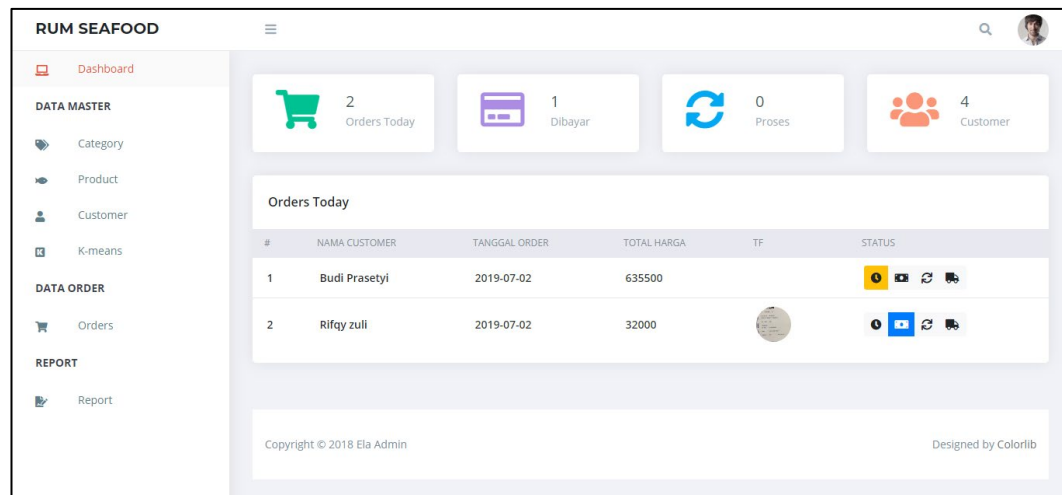 RUM SEAFOOD
Dashboard
DATA MASTER
Category
Product
Customer
K-means
DATA ORDER
Orders
REPORT
Report
2
Orders Today
1
Dibayar
0
Proses
4
Customer
Orders Today
# NAMA CUSTOMER TANGGAL ORDER TOTAL HARGA TF STATUS
1 Budi Prasetyi 2019-07-02 635500
2 Rifqy zuli 2019-07-02 32000
Copyright © 2018 Ela Admin
Designed by Colorlib